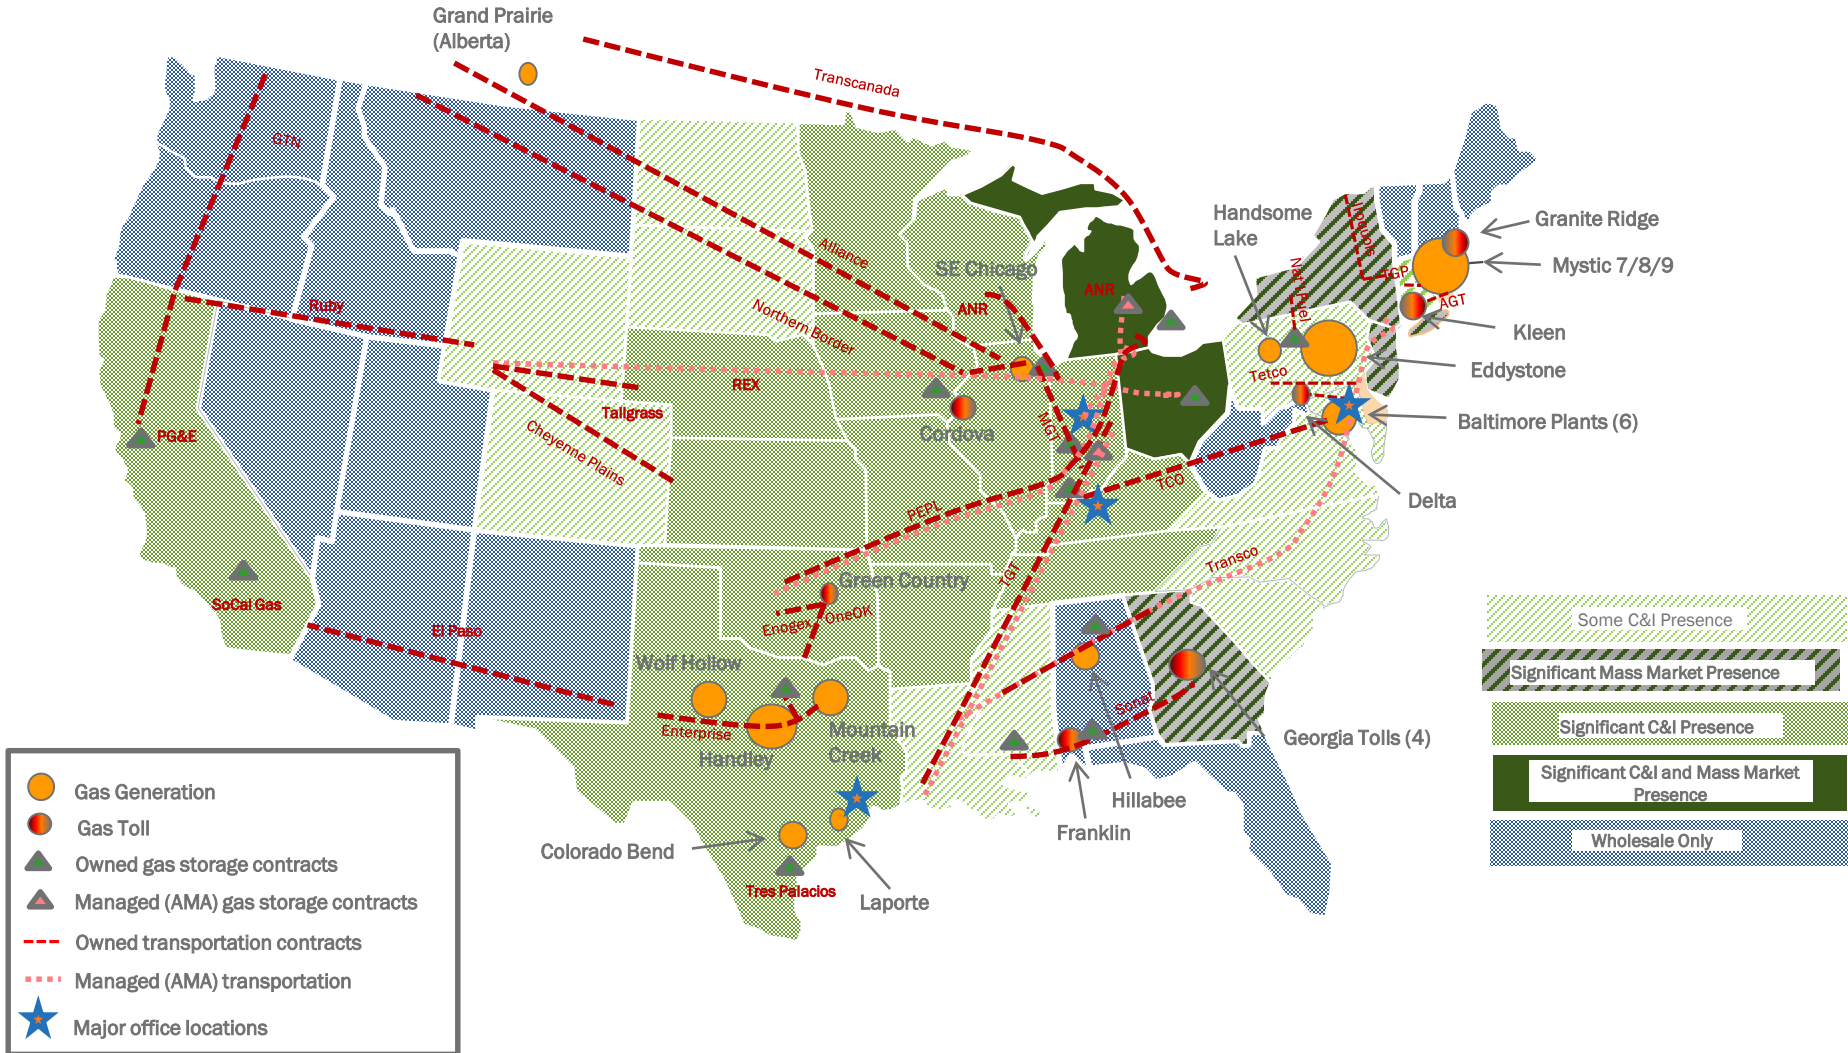 Grand Prairie
(Alberta)
Transcanada
GTN
Alliance
Handsome
Lake
Granite Ridge
Mystic 7/8/9
SE Chicago
Iroquois
TGP
AGT
Nat'l Fuel
ANR
ANR
Ruby
Northern Border
Kleen
Eddystone
Tetco
REX
Tallgrass
Cheyenne Plains
Cordova
MGT
Baltimore Plants (6)
PG&E
TCO
Delta
PEPL
Transco
TGT
Green Country
Enogex
OneOK
SoCal Gas
El Paso
Some C&I Presence
Wolf Hollow
Significant Mass Market Presence
Sonat
Enterprise
Mountain
Creek
Handley
Georgia Tolls (4)
Significant C&I Presence
Significant C&I and Mass Market
Presence
Hillabee
Franklin
Wholesale Only
Colorado Bend
Tres Palacios
Laporte
Gas Generation
Gas Toll
Owned gas storage contracts
Managed (AMA) gas storage contracts
Owned transportation contracts
Managed (AMA) transportation
Major office locations